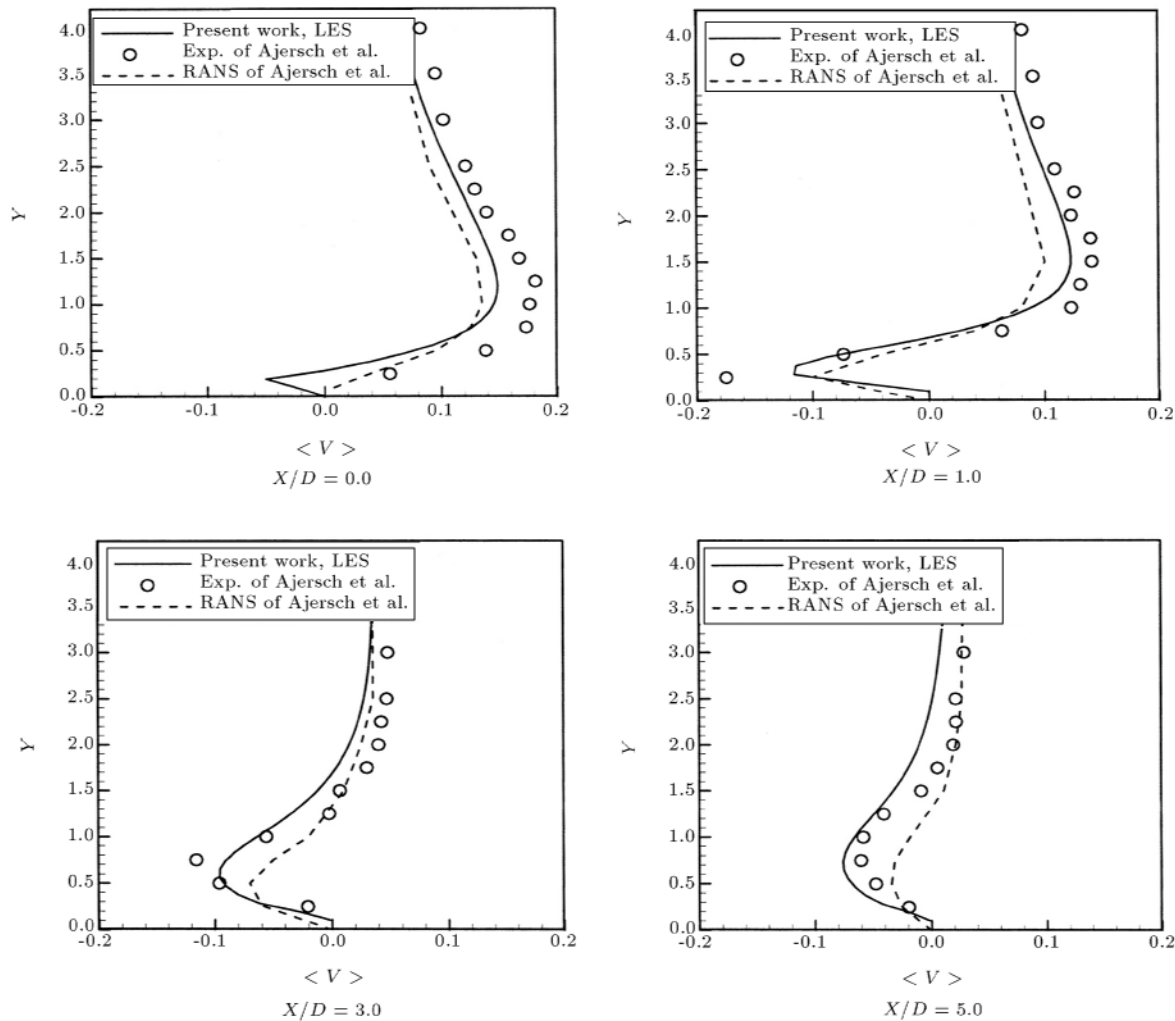 4.0
Present work, LES
Exp. of Ajersch et al.
RANS of Ajersch et al.
3.5
3.0
2.5
2.0
1.5
1.0
0.5
0.0
Y
-0.2
-0.1
0.0
0.1
0.2
< V >
X/D = 0.0
4.0
Present work, LES
Exp. of Ajersch et al.
RANS of Ajersch et al.
3.5
3.0
2.5
2.0
1.5
1.0
0.5
0.0
Y
-0.2
-0.1
0.0
0.1
0.2
< V >
X/D = 1.0
4.0
Present work, LES
Exp. of Ajersch et al.
RANS of Ajersch et al.
3.5
3.0
2.5
2.0
1.5
1.0
0.5
0.0
Y
-0.2
-0.1
0.0
0.1
0.2
< V >
X/D = 3.0
4.0
Present work, LES
Exp. of Ajersch et al.
RANS of Ajersch et al.
3.5
3.0
2.5
2.0
1.5
1.0
0.5
0.0
Y
-0.2
-0.1
0.0
0.1
0.2
< V >
X/D = 5.0